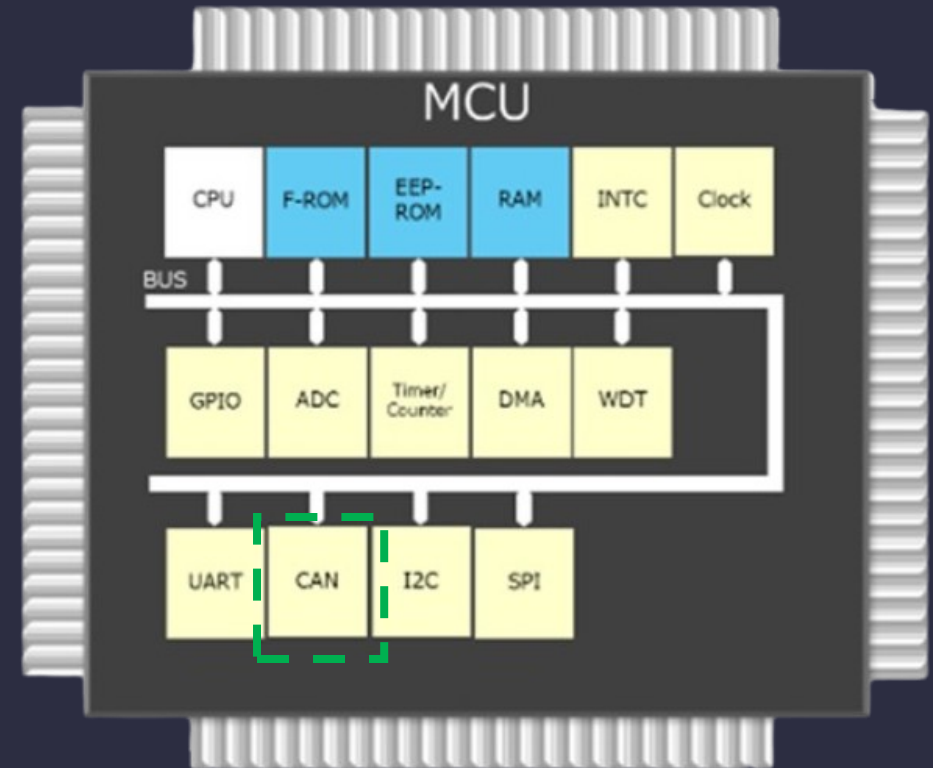 MCU
CPU
F-ROM
EEP-
ROM
RAM
INTC
Clock
BUS
GPIO
ADC
Timer/
Counter
DMA
WDT
UART
CAN
I2C
SPI